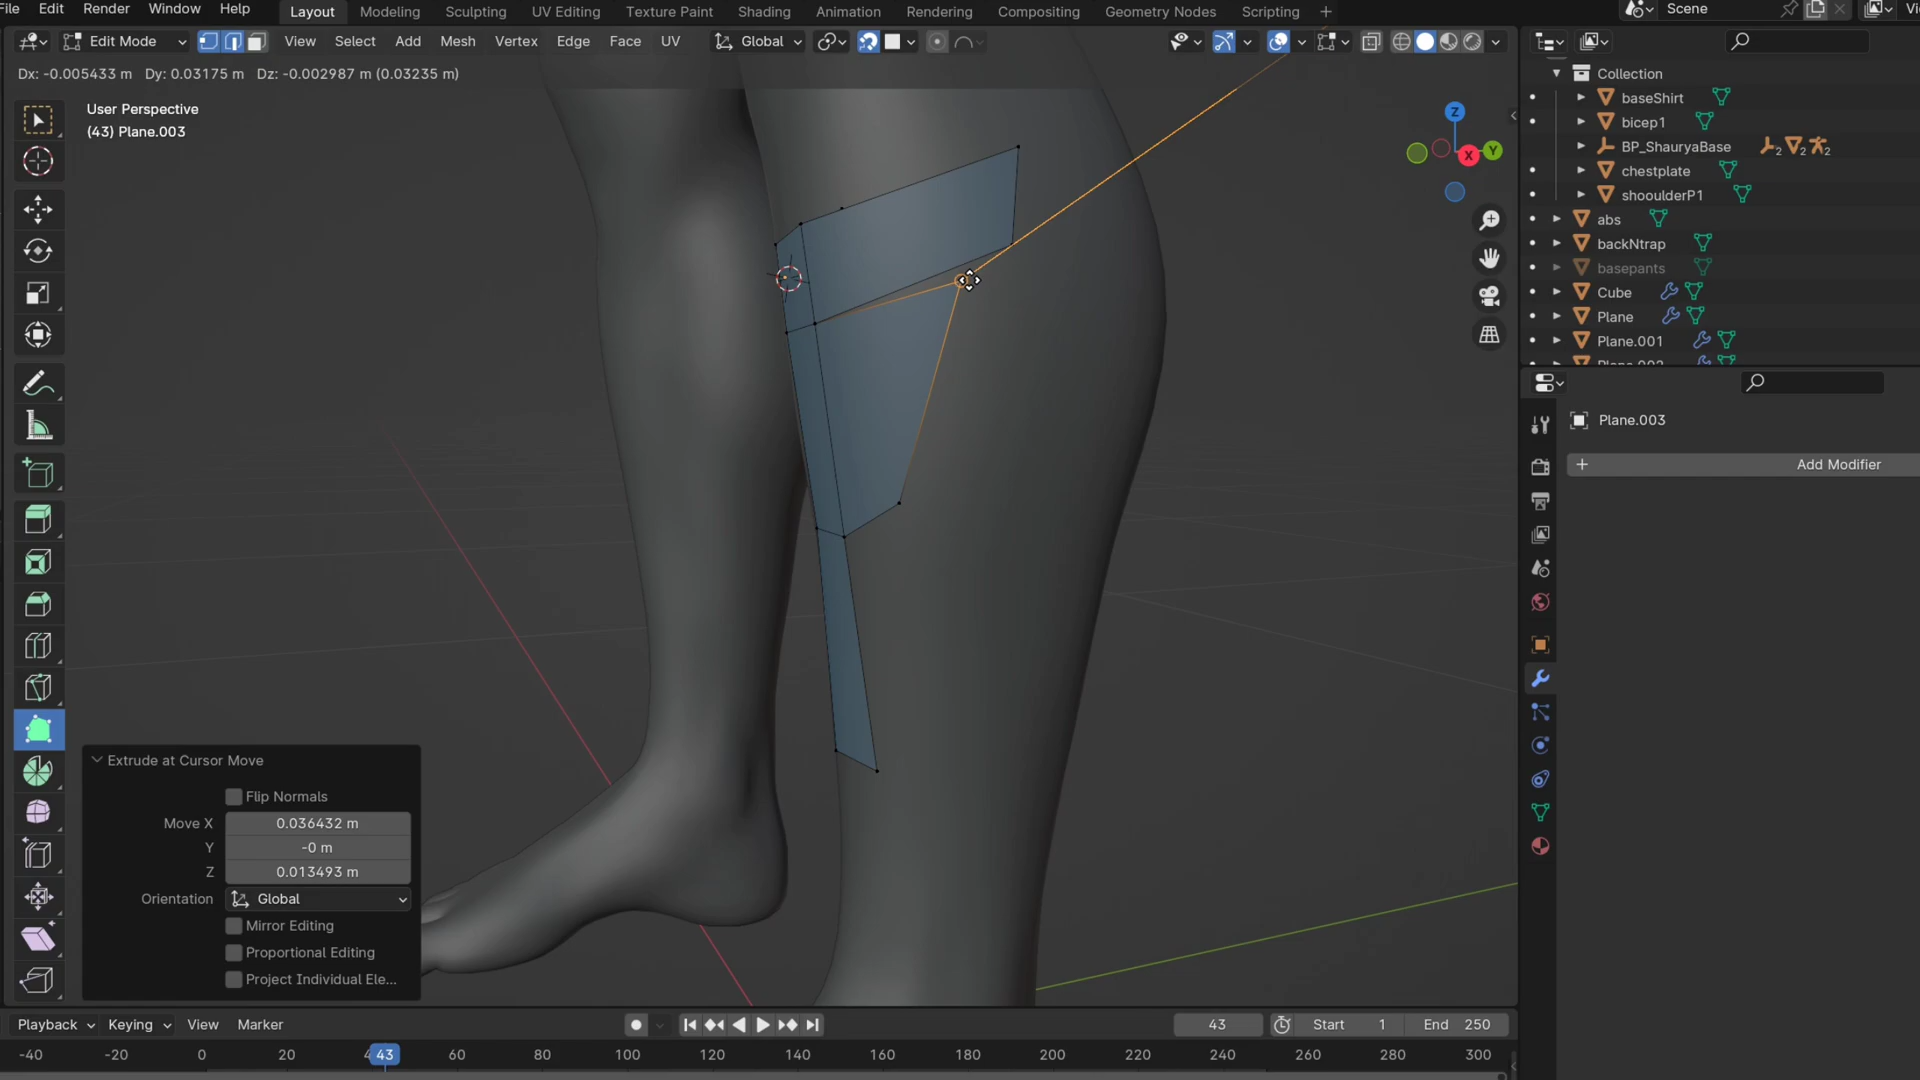 File Edit Render Window Help Layout Modeling Sculpting UV Editing Texture Paint Shading Animation Rendering Compositing Geometry Nodes Scripting + Scene
Edit Mode View Select Add Mesh Vertex Edge Face UV Global
Dx: -0.005433 m Dy: 0.03175 m Dz: -0.002987 m (0.03235 m)
User Perspective
(43) Plane.003
Z
X
Y
Collection
baseShirt
bicep1
BP_ShauryaBase 2 2 2
chestplate
shoulderP1
abs
backNtrap
basepants
Cube
Plane
Plane.001
Plane.003
+ Add Modifier
Extrude at Cursor Move
Flip Normals
Move X 0.036432 m
Y -0 m
Z 0.013493 m
Orientation Global
Mirror Editing
Proportional Editing
Project Individual Ele...
Playback Keying View Marker 43 Start 1 End 250
-40 -20 0 20 43 60 80 100 120 140 160 180 200 220 240 260 280 300